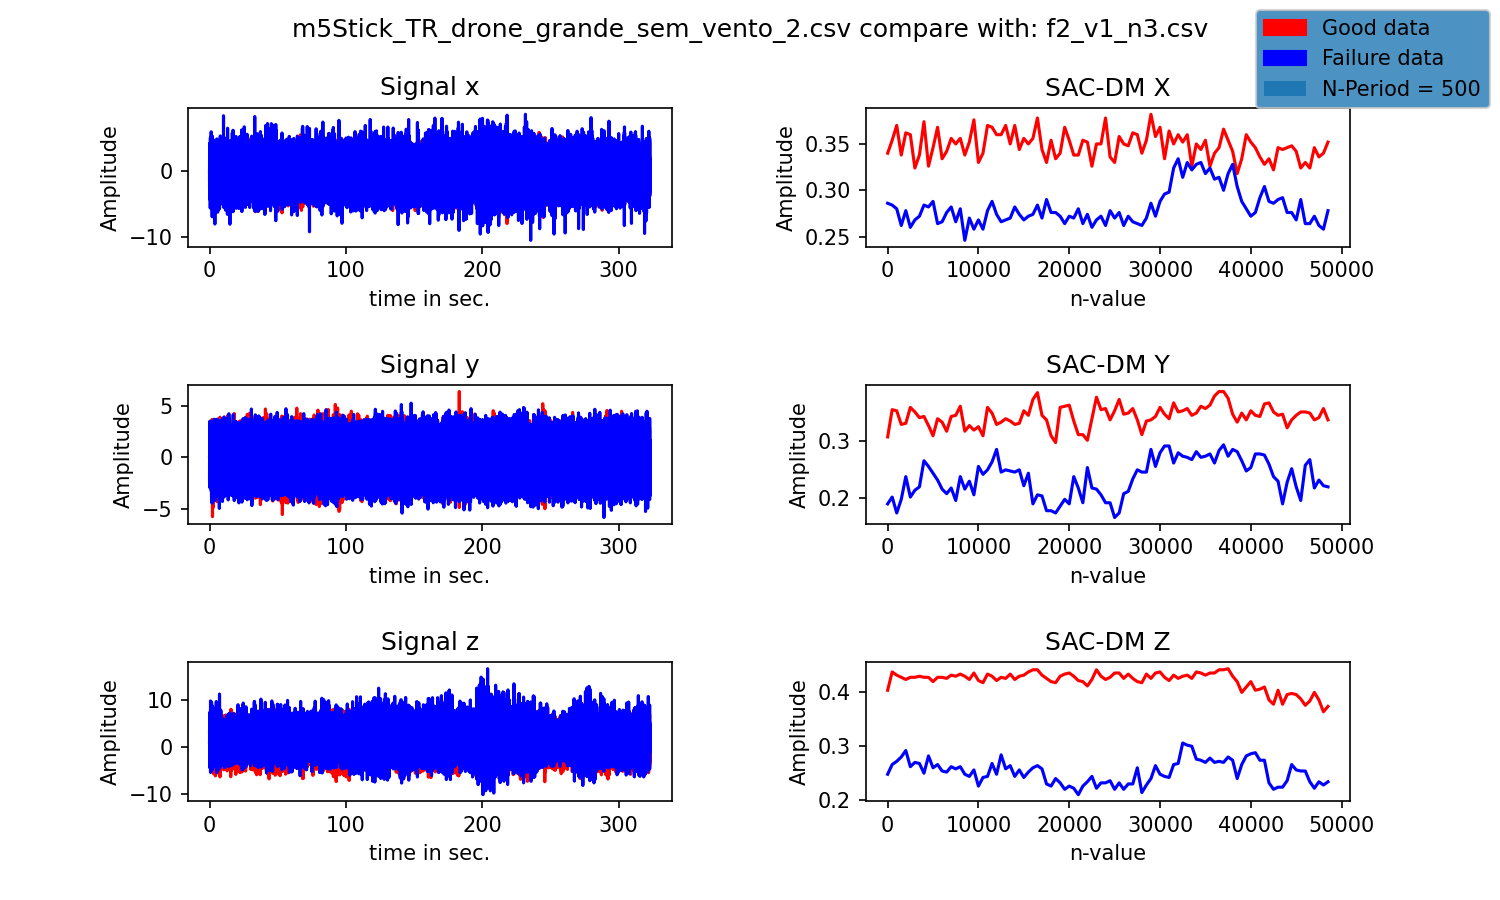 m5Stick_TR_drone_grande_sem_vento_2.csv compare with: f2_v1_n3.csv
Good data
Failure data
N-Period = 500
Signal x
Amplitude
0
−10
0 100 200 300
time in sec.
SAC-DM X
Amplitude
0.35
0.30
0.25
0 10000 20000 30000 40000 50000
n-value
Signal y
Amplitude
5
0
−5
0 100 200 300
time in sec.
SAC-DM Y
Amplitude
0.3
0.2
0 10000 20000 30000 40000 50000
n-value
Signal z
Amplitude
10
0
−10
0 100 200 300
time in sec.
SAC-DM Z
Amplitude
0.4
0.3
0.2
0 10000 20000 30000 40000 50000
n-value